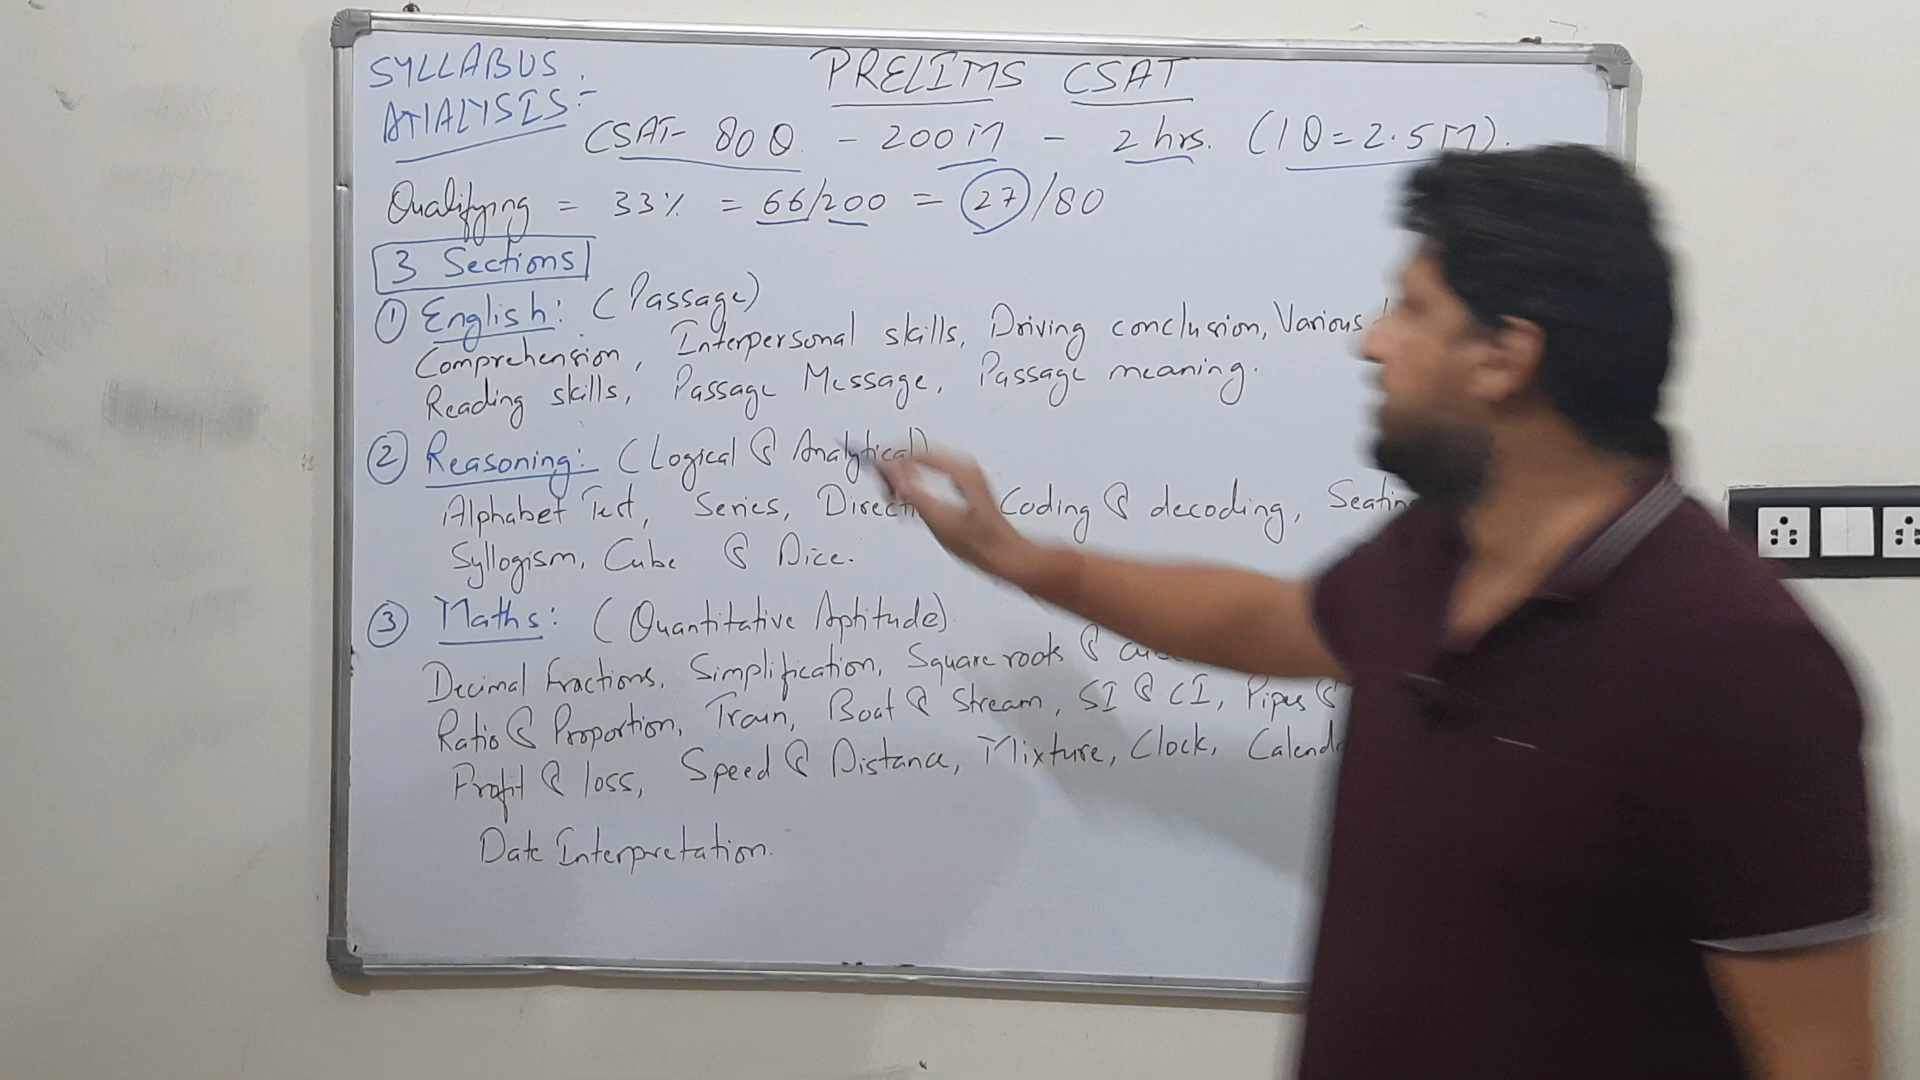 SYLLABUS
ANALYSIS:-
PRELIMS CSAT
CSAT- 80 Q - 200 M - 2 hrs. (1 Q = 2.5 M).
Qualifying = 33% = 66/200 = 27/80
3 Sections
① English: (Passage)
Comprehension, Interpersonal skills, Driving conclusion, Various
Reading skills, Passage Message, Passage meaning.
② Reasoning: (Logical & Analytical)
Alphabet Test, Series, Coding & decoding,
Syllogism, Cube & Dice.
③ Maths: (Quantitative Aptitude).
Decimal fractions, Simplification, Square roots &
Ratio & Proportion, Train, Boat & Stream, SI & CI, Pipes &
Profit & loss, Speed & Distance, Mixture, Clock,
Date Interpretation.